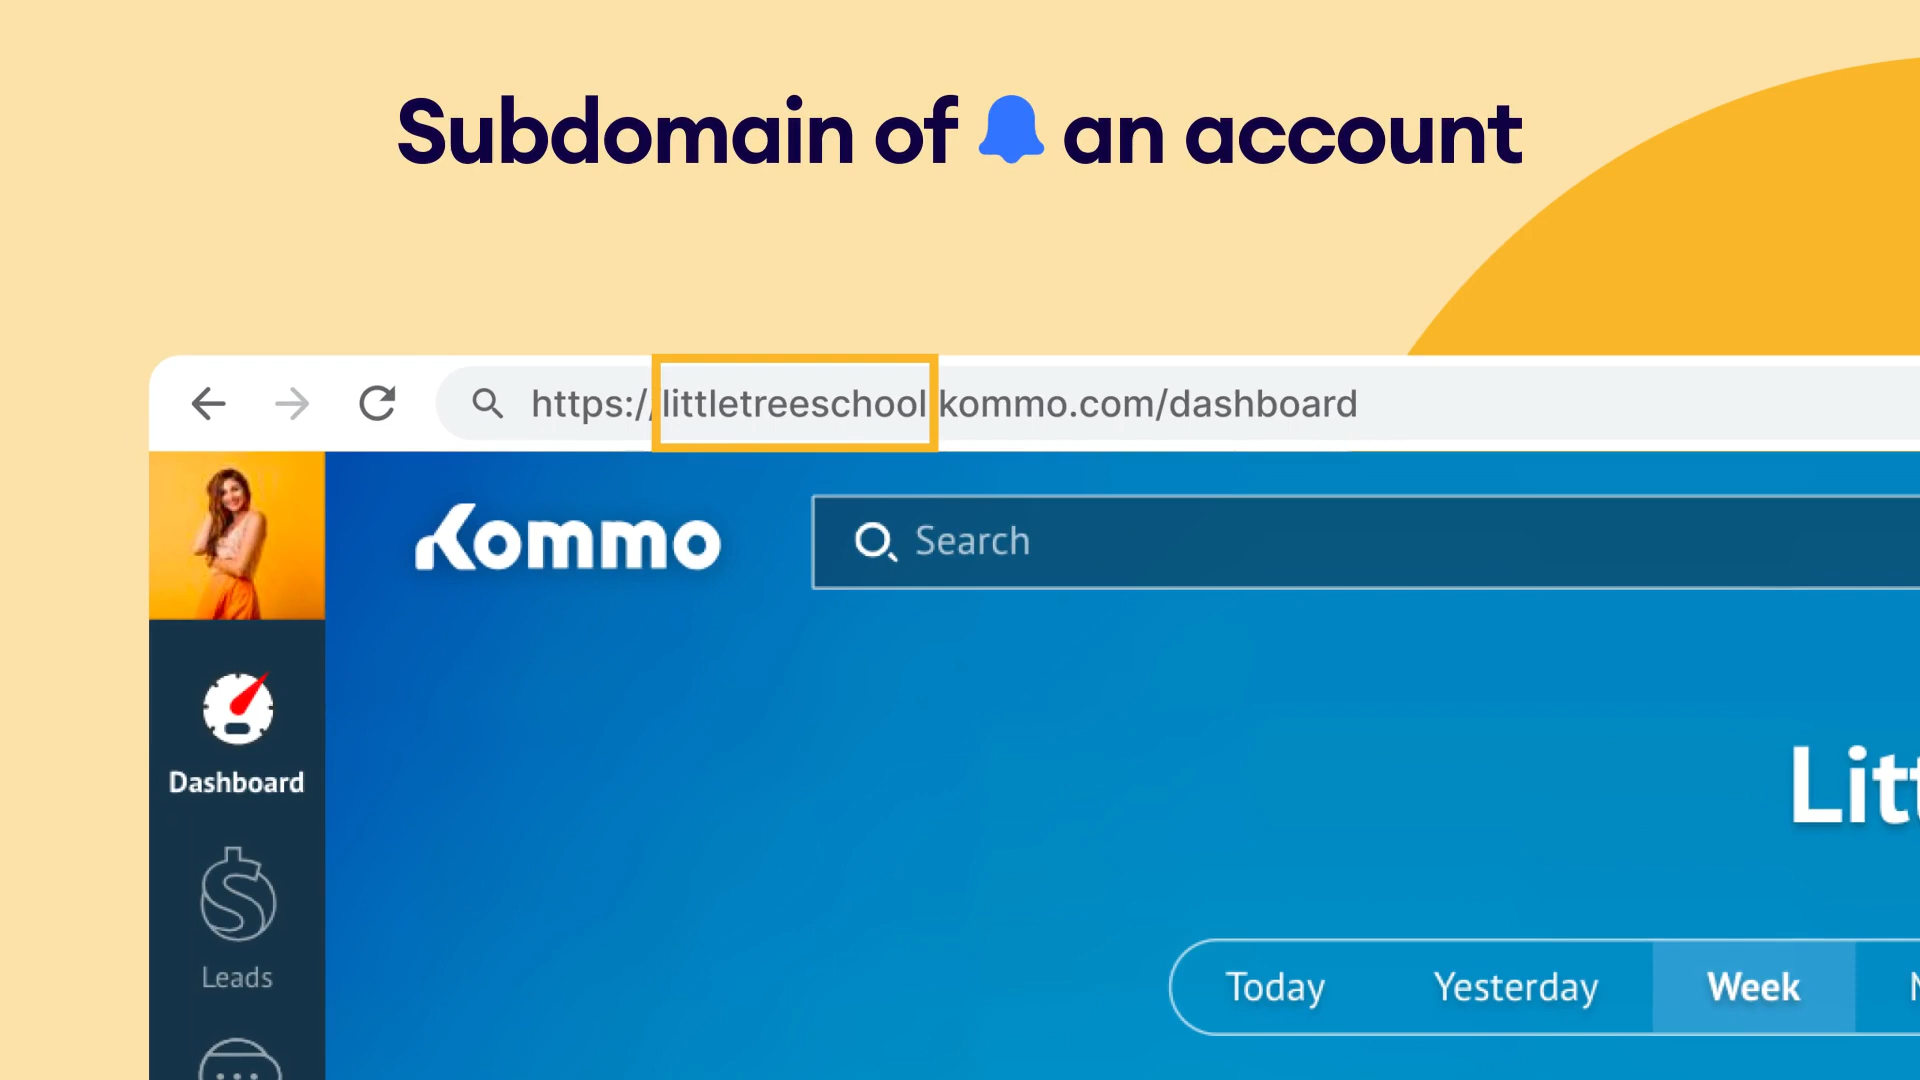 Subdomain of an account
https://littletreeschool.kommo.com/dashboard
Kommo
Search
Dashboard
Leads
Today Yesterday Week